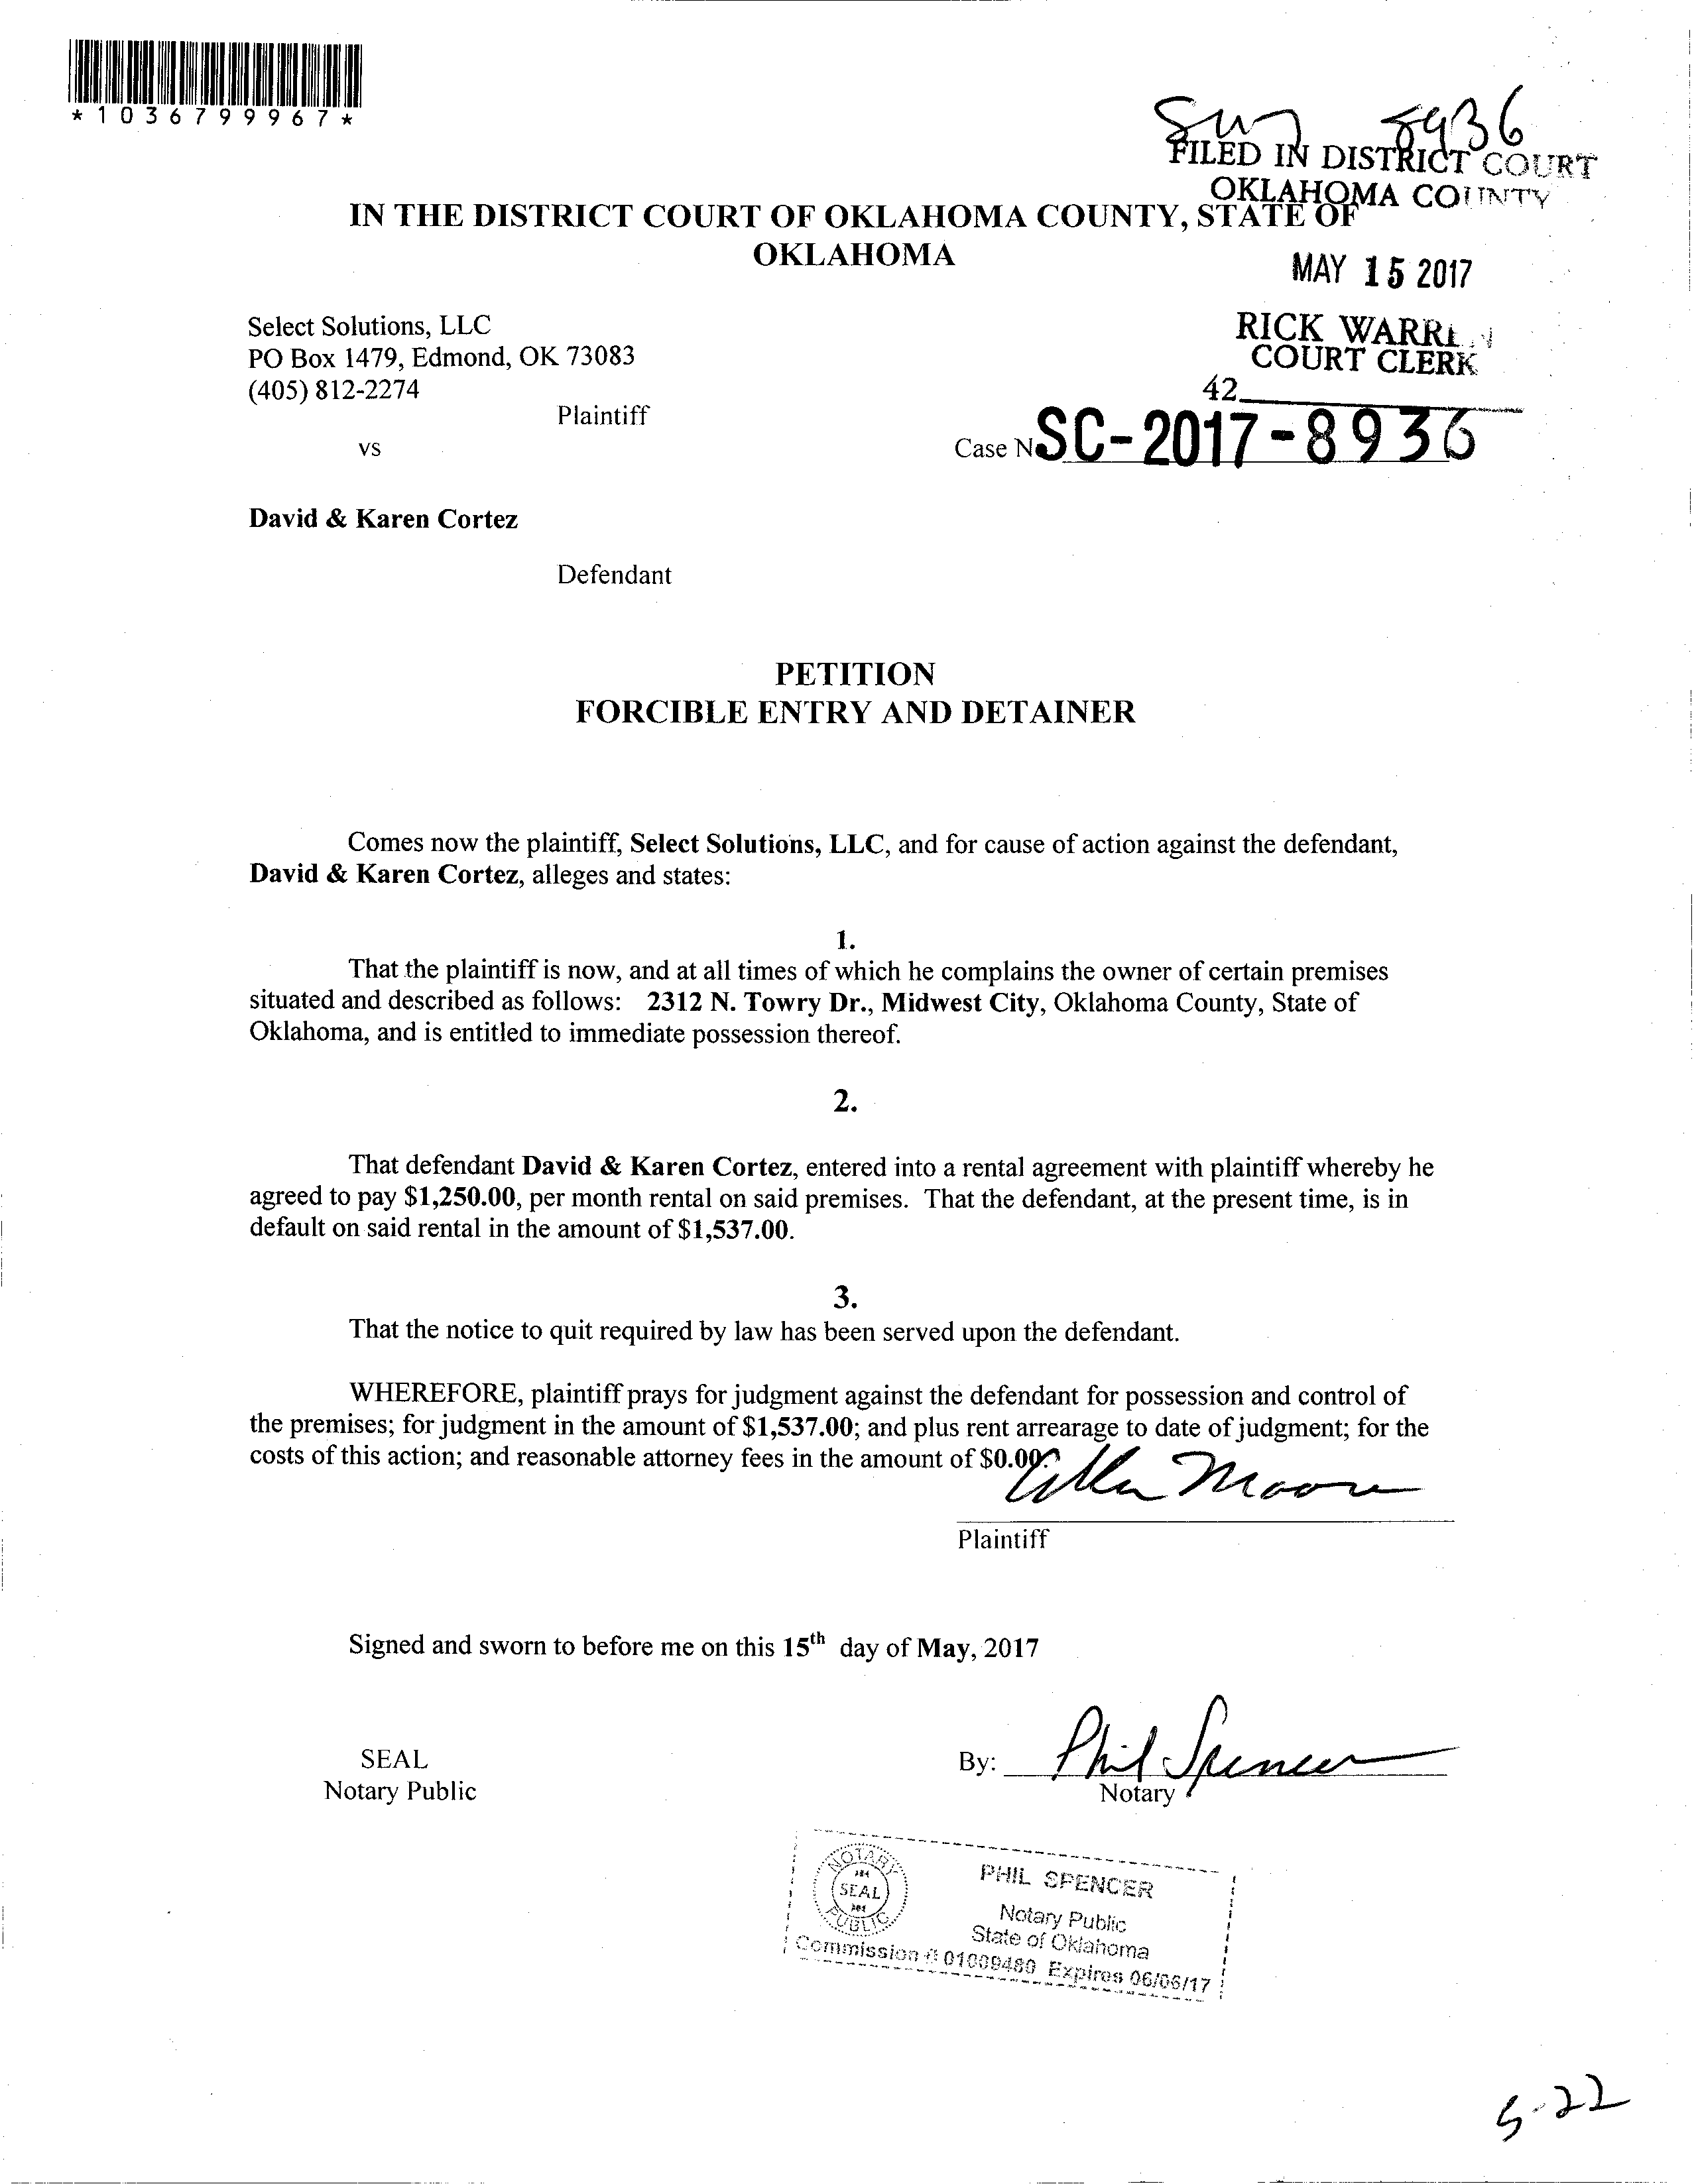 *1036799967*
8936
FILED IN DISTRICT COURT
OKLAHOMA COUNTY
IN THE DISTRICT COURT OF OKLAHOMA COUNTY, STATE OF
OKLAHOMA
MAY 15 2017
Select Solutions, LLC
PO Box 1479, Edmond, OK 73083
(405) 812-2274
RICK WARREN
COURT CLERK
42
Plaintiff
vs
Case N SC-2017-8936
David & Karen Cortez
Defendant
PETITION
FORCIBLE ENTRY AND DETAINER
Comes now the plaintiff, Select Solutions, LLC, and for cause of action against the defendant,
David & Karen Cortez, alleges and states:
1.
That the plaintiff is now, and at all times of which he complains the owner of certain premises
situated and described as follows: 2312 N. Towry Dr., Midwest City, Oklahoma County, State of
Oklahoma, and is entitled to immediate possession thereof.
2.
That defendant David & Karen Cortez, entered into a rental agreement with plaintiff whereby he
agreed to pay $1,250.00, per month rental on said premises. That the defendant, at the present time, is in
default on said rental in the amount of $1,537.00.
3.
That the notice to quit required by law has been served upon the defendant.
WHEREFORE, plaintiff prays for judgment against the defendant for possession and control of
the premises; for judgment in the amount of $1,537.00; and plus rent arrearage to date of judgment; for the
costs of this action; and reasonable attorney fees in the amount of $0.00.
Moore
Plaintiff
Signed and sworn to before me on this 15th day of May, 2017
SEAL
Notary Public
By: Phil Spencer
Notary
NOTARY
SEAL
PUBLIC
PHIL SPENCER
Notary Public
State of Oklahoma
Commission # 01009480 Expires 06/06/17
5-22